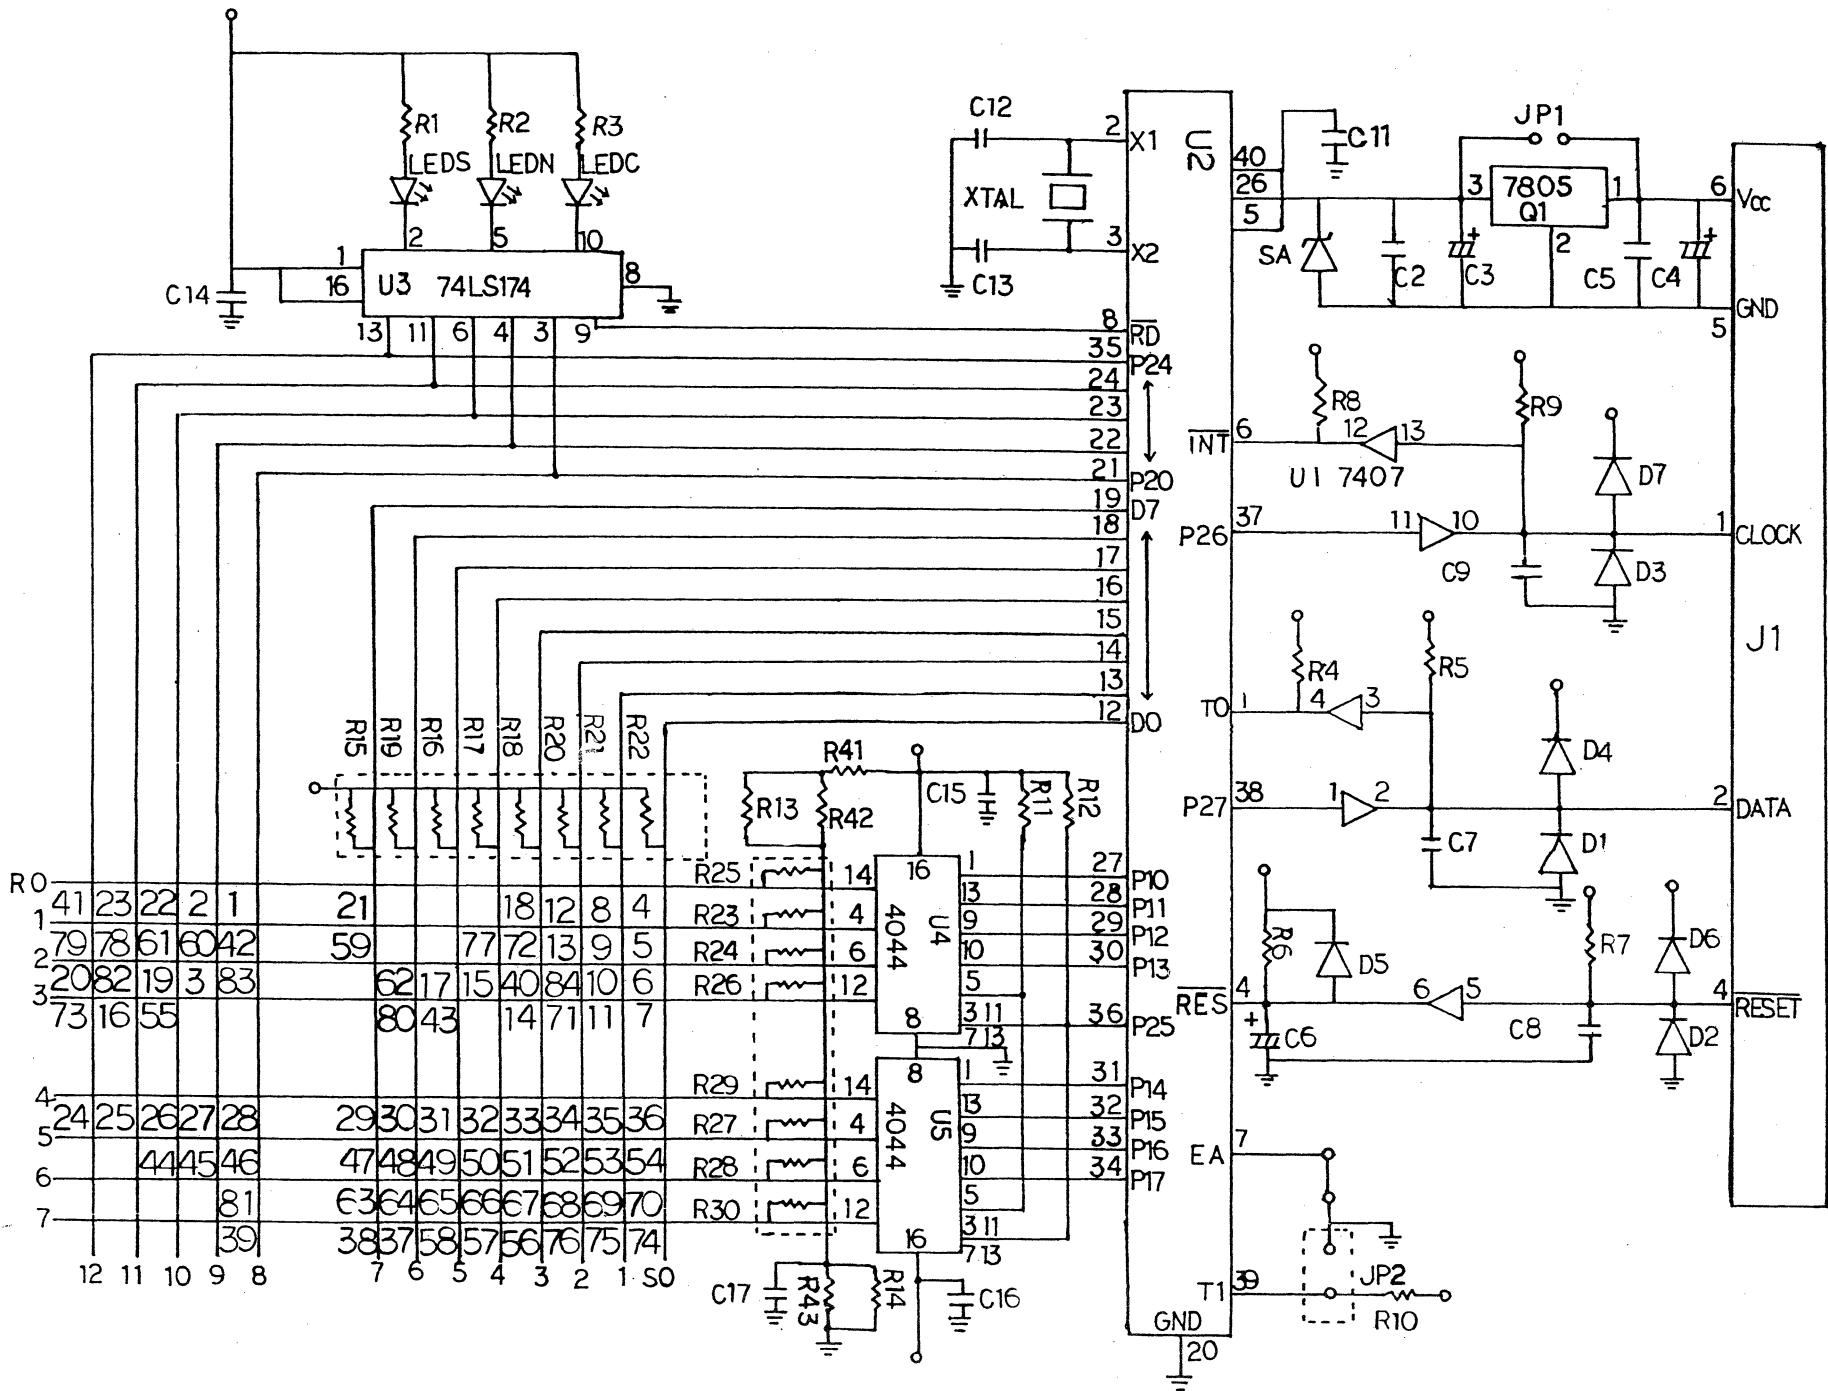 R1 R2 R3
LEDS LEDN LEDC
2 5 10
1
16
U3 74LS174
8
C14
13 11 6 4 3 9
C12
XTAL
C13
2 X1
3 X2
U2
8 RD
35 P24
24
23
22
21 P20
19 D7
18
17
16
15
14
13
12 D0
40
26
5
C11
JP1
3 7805 1
Q1
2
SA C2 + C3 C5 C4 +
6 Vcc
GND
5
R8 R9
INT 6 12 13
U1 7407
D7
P26 37 11 10
1 CLOCK
C9 D3
J1
R4 R5
T0 1 4 3
D4
P27 38 1 2
2 DATA
C7 D1
R6 D5 R7 D6
RES 4 6 5
4 RESET
+ C6 C8 D2
EA 7
JP2
T1 39
R10
GND
20
R15 R19 R16 R17 R18 R20 R21 R22
R41
R13 R42 C15 R11 R12
R25 14 16 1 27 P10
13 28 P11
R23 4 U4 4044 9 29 P12
R24 6 10 30 P13
R26 12 5
8 3 11 36 P25
7 13
R29 14 8 1 31 P14
R27 4 U5 4044 13 32 P15
9 33 P16
R28 6 10 34 P17
R30 12 5
16 3 11
7 13
C17 R43 R14 C16
R0
41 23 22 2 1 21 18 12 8 4
1
79 78 61 60 42 59 77 72 13 9 5
2
20 82 19 3 83 62 17 15 40 84 10 6
3
73 16 55 80 43 14 71 11 7
4
24 25 26 27 28 29 30 31 32 33 34 35 36
5
44 45 46 47 48 49 50 51 52 53 54
6
81 63 64 65 66 67 68 69 70
7
39 38 37 58 57 56 76 75 74
12 11 10 9 8 7 6 5 4 3 2 1 S0